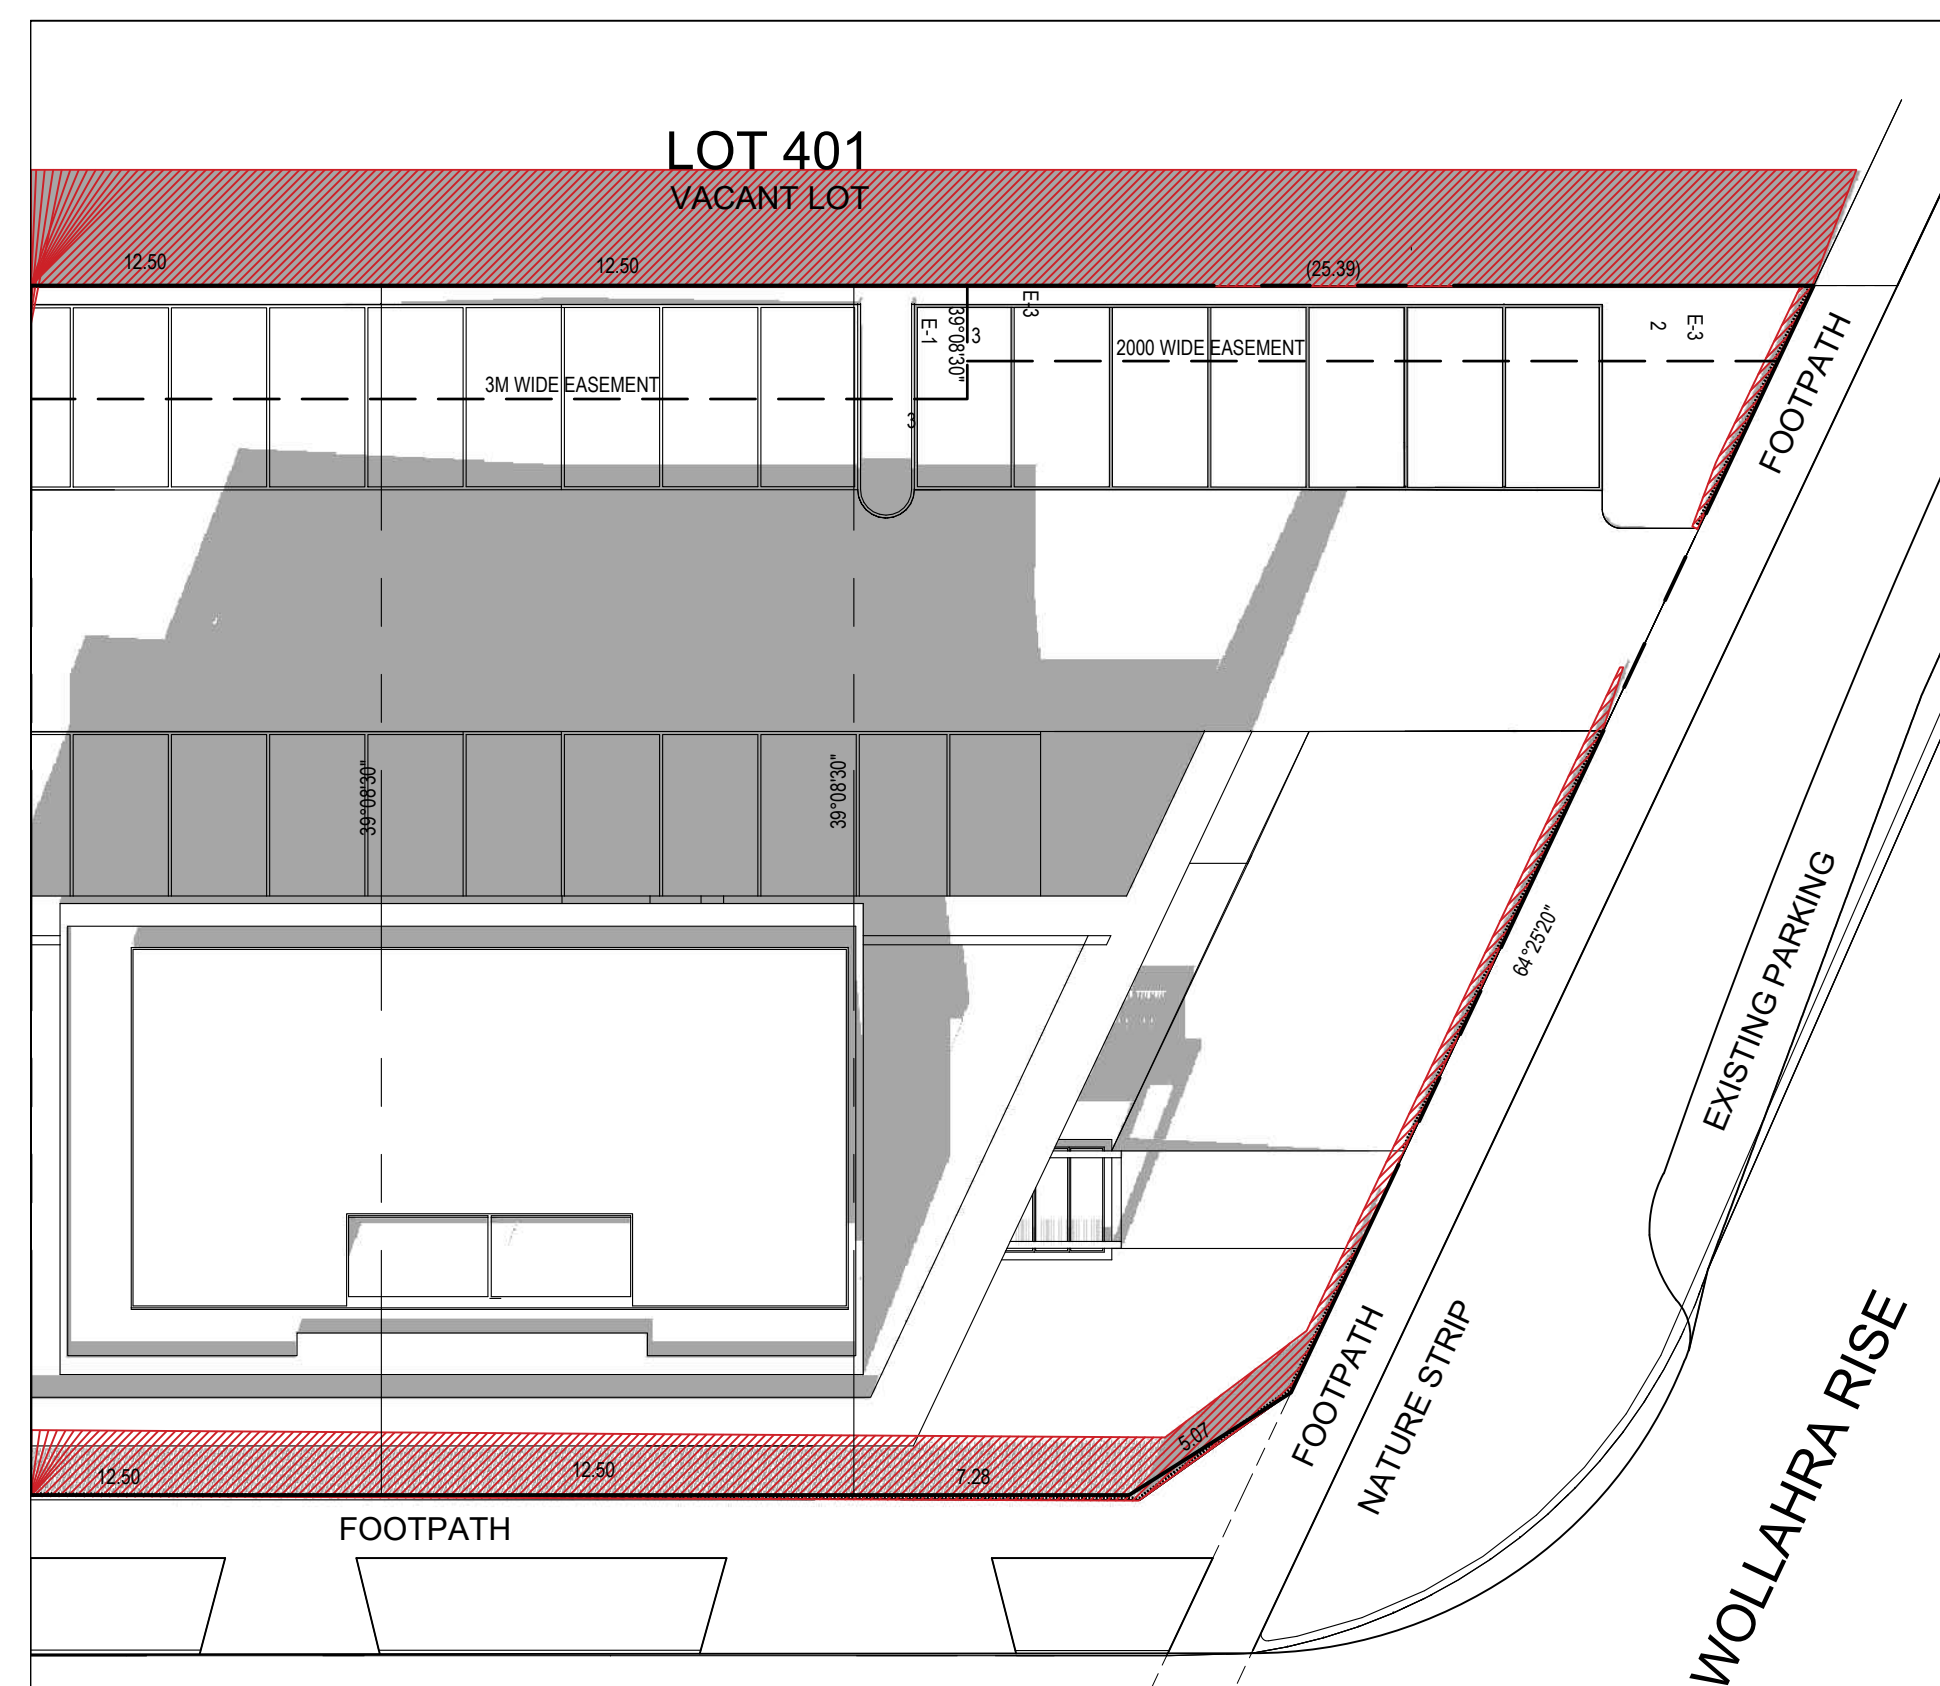 LOT 401
VACANT LOT
12.50
12.50
(25.39)
E-3
39°08'30"
E-1
3
2000 WIDE EASEMENT
2
E-3
3M WIDE EASEMENT
3
FOOTPATH
39°08'30"
39°08'30"
64°25'20"
EXISTING PARKING
FOOTPATH
NATURE STRIP
WOLLAHRA RISE
5.07
12.50
12.50
7.28
FOOTPATH